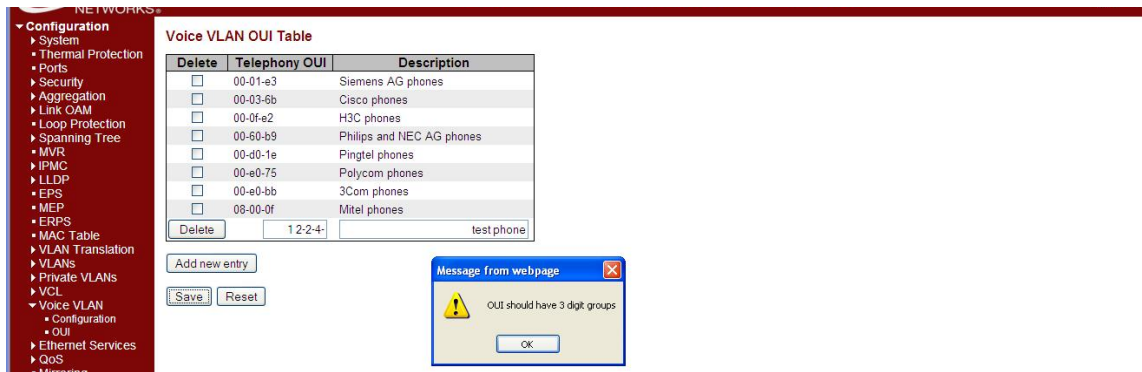 NETWORKS®
Configuration
System
Thermal Protection
Ports
Security
Aggregation
Link OAM
Loop Protection
Spanning Tree
MVR
IPMC
LLDP
EPS
MEP
ERPS
MAC Table
VLAN Translation
VLANs
Private VLANs
VCL
Voice VLAN
Configuration
OUI
Ethernet Services
QoS
Mirroring
Voice VLAN OUI Table
Delete Telephony OUI Description
00-01-e3 Siemens AG phones
00-03-6b Cisco phones
00-0f-e2 H3C phones
00-60-b9 Philips and NEC AG phones
00-d0-1e Pingtel phones
00-e0-75 Polycom phones
00-e0-bb 3Com phones
08-00-0f Mitel phones
Delete 1 2-2-4- test phone
Add new entry
Save Reset
Message from webpage
OUI should have 3 digit groups
OK